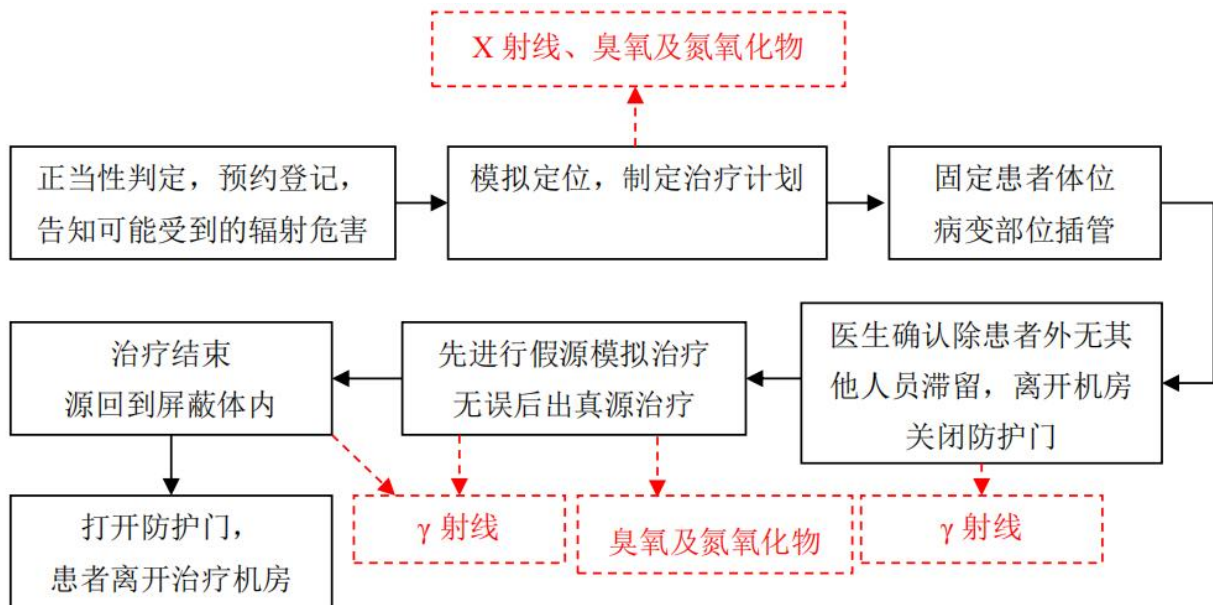 X 射线、臭氧及氮氧化物
正当性判定，预约登记，
告知可能受到的辐射危害
模拟定位，制定治疗计划
固定患者体位
病变部位插管
医生确认除患者外无其
他人员滞留，离开机房
关闭防护门
先进行假源模拟治疗
无误后出真源治疗
治疗结束
源回到屏蔽体内
打开防护门，
患者离开治疗机房
γ 射线
臭氧及氮氧化物
γ 射线